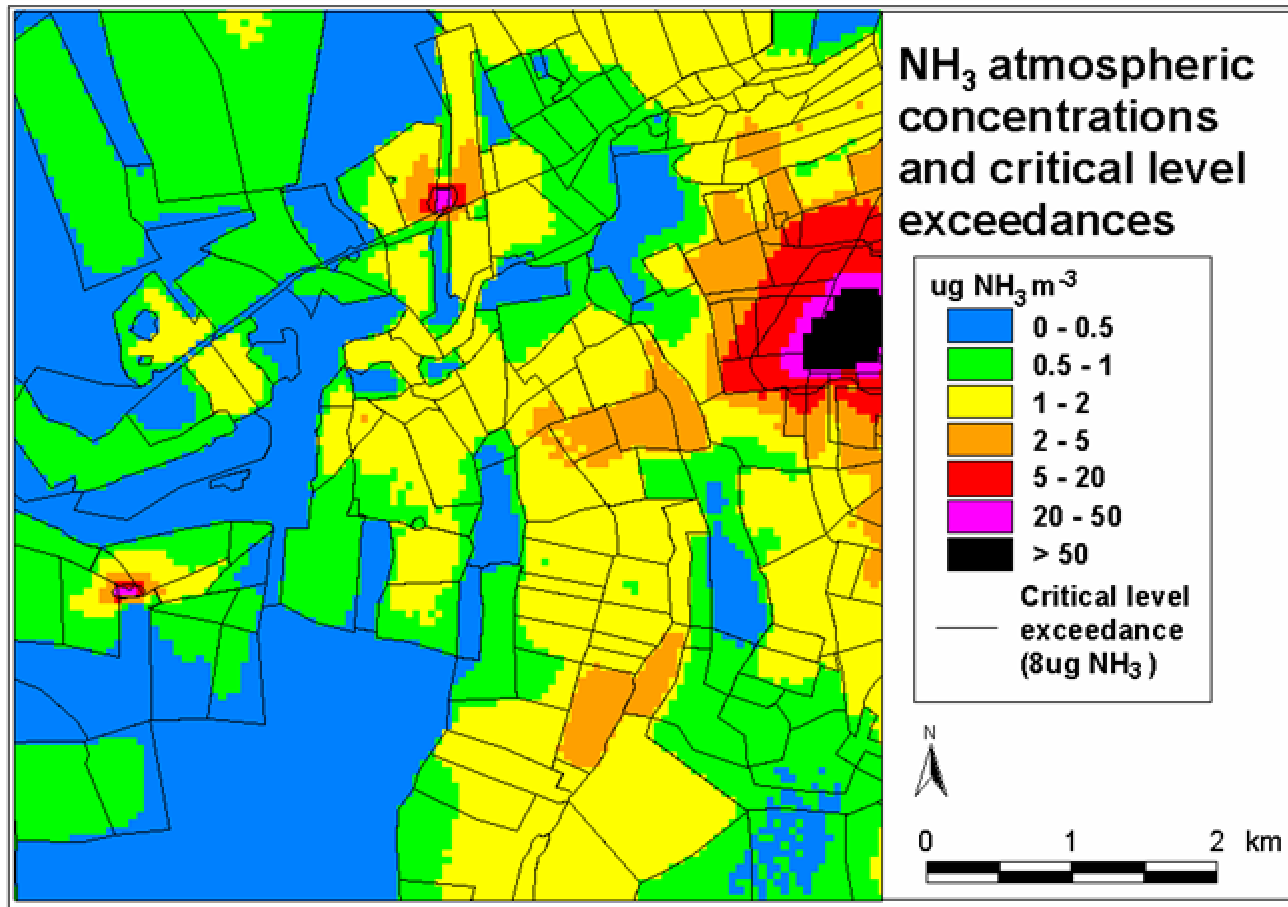 NH₃ atmospheric
concentrations
and critical level
exceedances
ug NH₃ m⁻³
0 - 0.5
0.5 - 1
1 - 2
2 - 5
5 - 20
20 - 50
> 50
Critical level
exceedance
(8ug NH₃ )
N
0 1 2 km